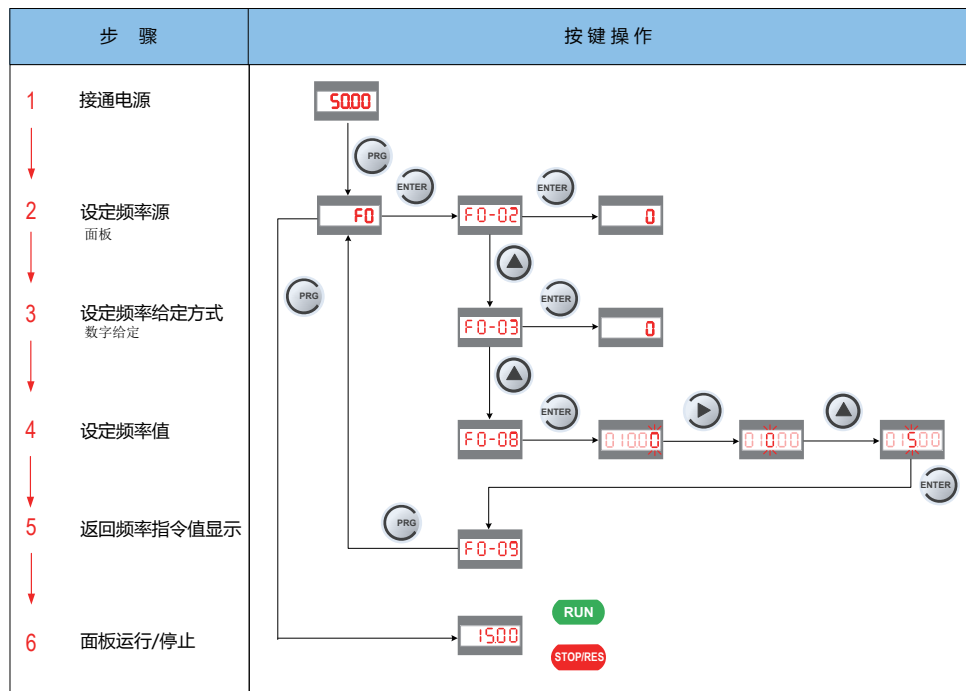 步 骤
按键操作
1 接通电源
50.00
PRG
ENTER
ENTER
2 设定频率源
面板
F0
F0-02
0
PRG
ENTER
3 设定频率给定方式
数字给定
F0-03
0
ENTER
4 设定频率值
F0-08
01000
01000
01500
ENTER
PRG
5 返回频率指令值显示
F0-09
RUN
6 面板运行/停止
15.00
STOP/RES